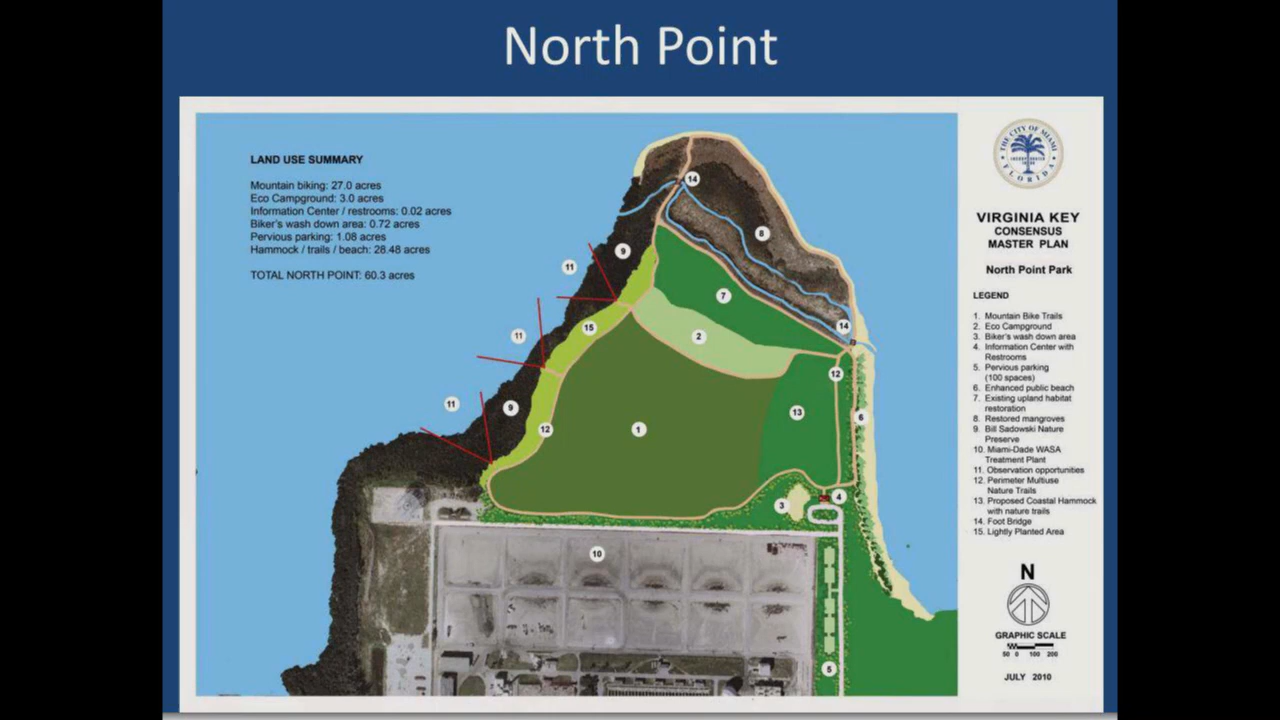 North Point
LAND USE SUMMARY
Mountain biking: 27.0 acres
Eco Campground: 3.0 acres
Information Center / restrooms: 0.02 acres
Biker's wash down area: 0.72 acres
Pervious parking: 1.08 acres
Hammock / trails / beach: 28.48 acres
TOTAL NORTH POINT: 60.3 acres
14
8
9
11
7
14
15
11
2
12
11
9
13
6
12
1
3
4
10
5
THE CITY OF MIAMI
FLORIDA
VIRGINIA KEY
CONSENSUS
MASTER PLAN
North Point Park
LEGEND
1. Mountain Bike Trails
2. Eco Campground
3. Biker's wash down area
4. Information Center with
Restrooms
5. Pervious parking
(100 spaces)
6. Enhanced public beach
7. Existing upland habitat
restoration
8. Restored mangroves
9. Bill Sadowski Nature
Preserve
10. Miami-Dade WASA
Treatment Plant
11. Observation opportunities
12. Perimeter Multiuse
Nature Trails
13. Proposed Coastal Hammock
with nature trails
14. Foot Bridge
15. Lightly Planted Area
N
GRAPHIC SCALE
50 0 100 200
JULY 2010